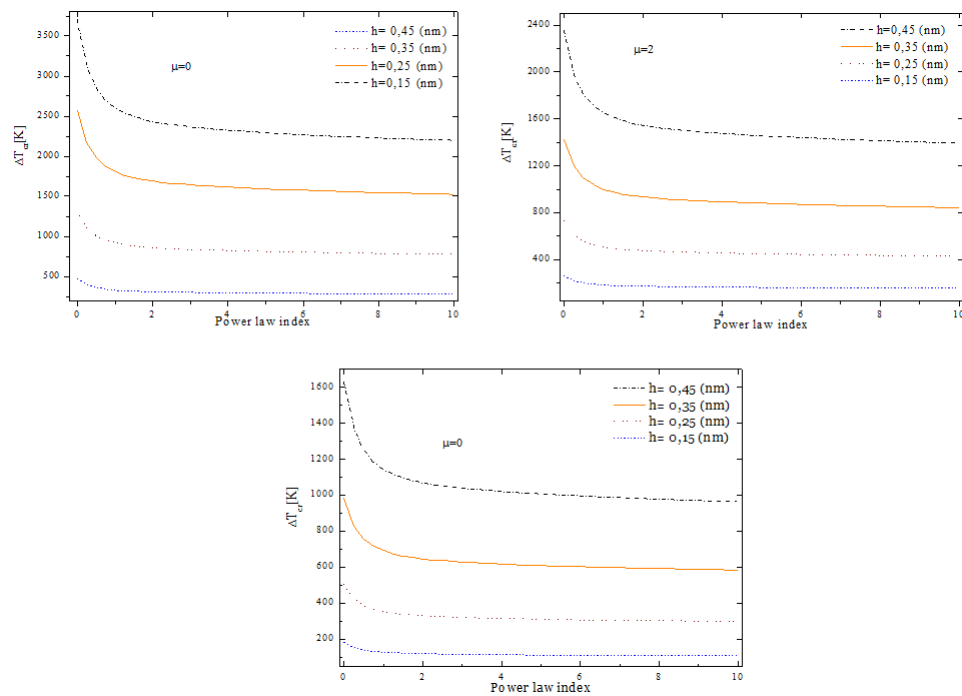 3500
3000
2500
2000
1500
1000
500
ΔTcr[K]
h= 0,45 (nm)
h= 0,35 (nm)
h=0,25 (nm)
h=0,15 (nm)
μ=0
0
2
4
6
8
10
Power law index
2400
2000
1600
1200
800
400
ΔTcr[K]
h=0,45 (nm)
h=0,35 (nm)
h=0,25 (nm)
h=0,15 (nm)
μ=2
0
2
4
6
8
10
Power law index
1600
1400
1200
1000
800
600
400
200
ΔTcr[K]
h= 0,45 (nm)
h= 0,35 (nm)
h= 0,25 (nm)
h= 0,15 (nm)
μ=0
0
2
4
6
8
10
Power law index